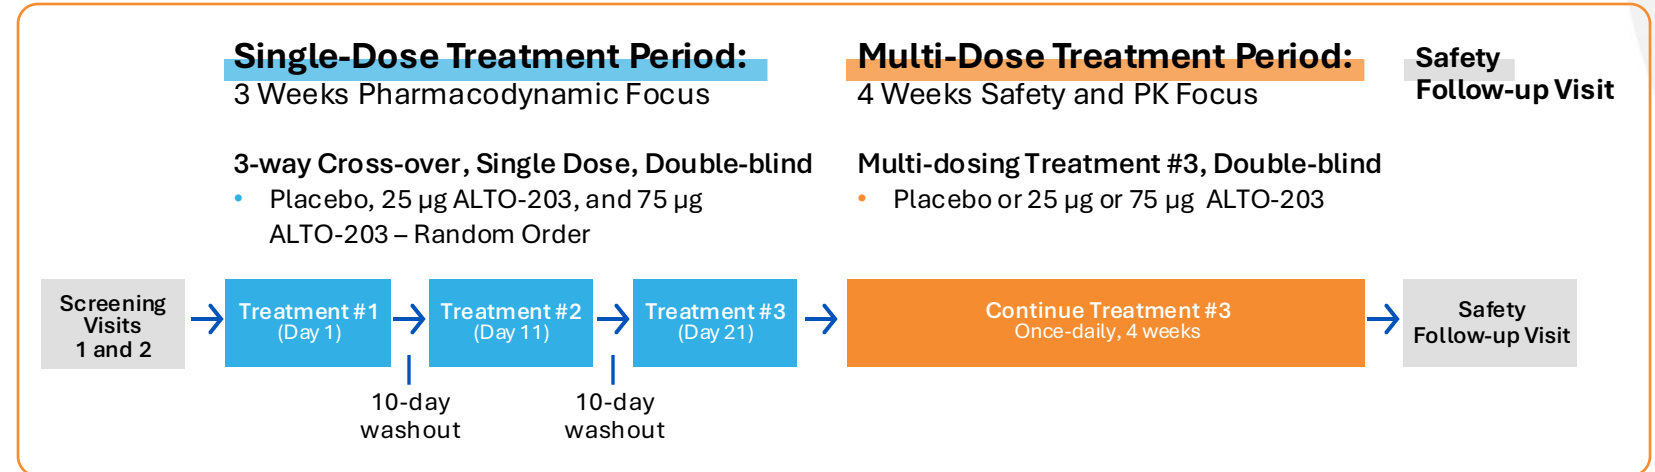 Single-Dose Treatment Period:
3 Weeks Pharmacodynamic Focus
3-way Cross-over, Single Dose, Double-blind
• Placebo, 25 µg ALTO-203, and 75 µg
ALTO-203 – Random Order
Multi-Dose Treatment Period:
4 Weeks Safety and PK Focus
Multi-dosing Treatment #3, Double-blind
• Placebo or 25 µg or 75 µg ALTO-203
Safety
Follow-up Visit
Screening
Visits
1 and 2
Treatment #1
(Day 1)
Treatment #2
(Day 11)
Treatment #3
(Day 21)
Continue Treatment #3
Once-daily, 4 weeks
Safety
Follow-up Visit
10-day
washout
10-day
washout